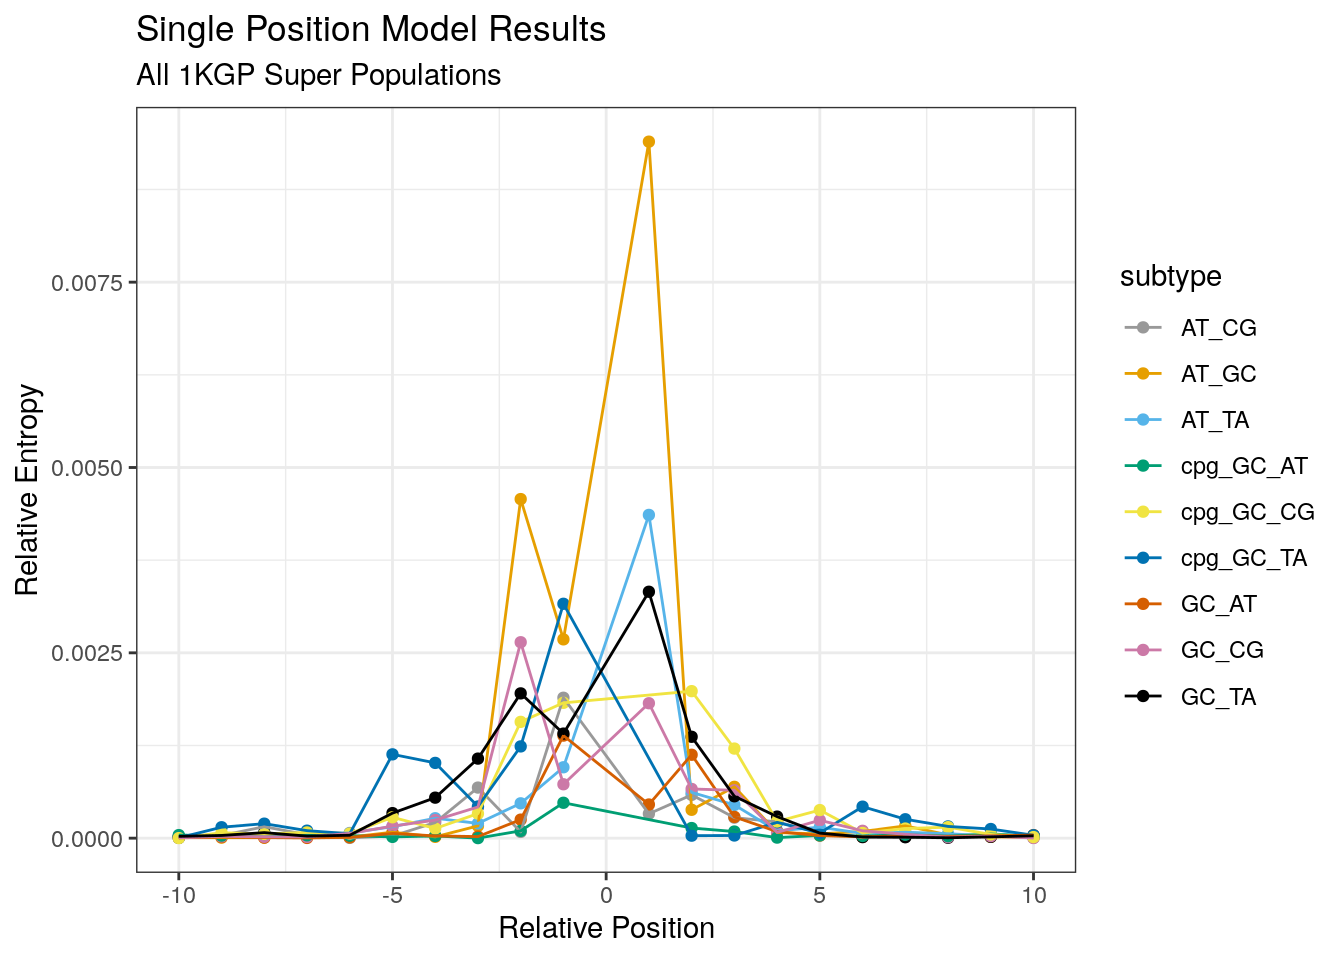 Single Position Model Results
All 1KGP Super Populations
Relative Entropy
0.0075
0.0050
0.0025
0.0000
-10
-5
0
5
10
Relative Position
subtype
AT_CG
AT_GC
AT_TA
cpg_GC_AT
cpg_GC_CG
cpg_GC_TA
GC_AT
GC_CG
GC_TA